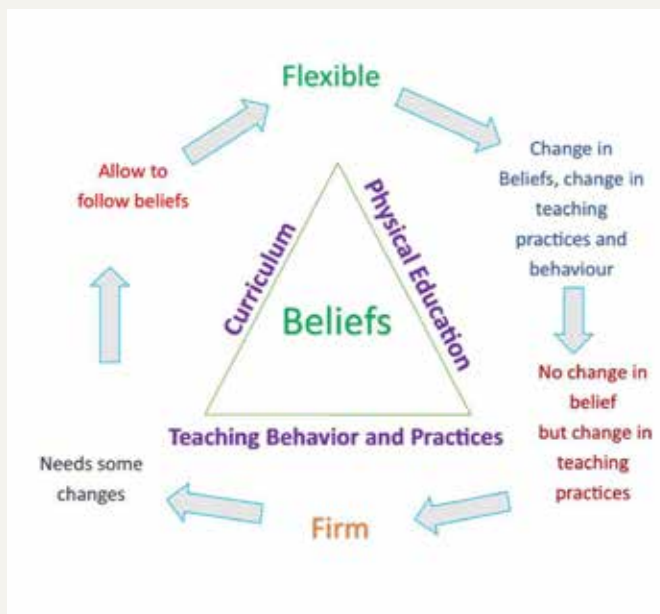 Flexible
Change in
Beliefs, change in
teaching
practices and
behaviour
No change in
belief
but change in
teaching
practices
Firm
Needs some
changes
Allow to
follow beliefs
Curriculum
Physical Education
Beliefs
Teaching Behavior and Practices